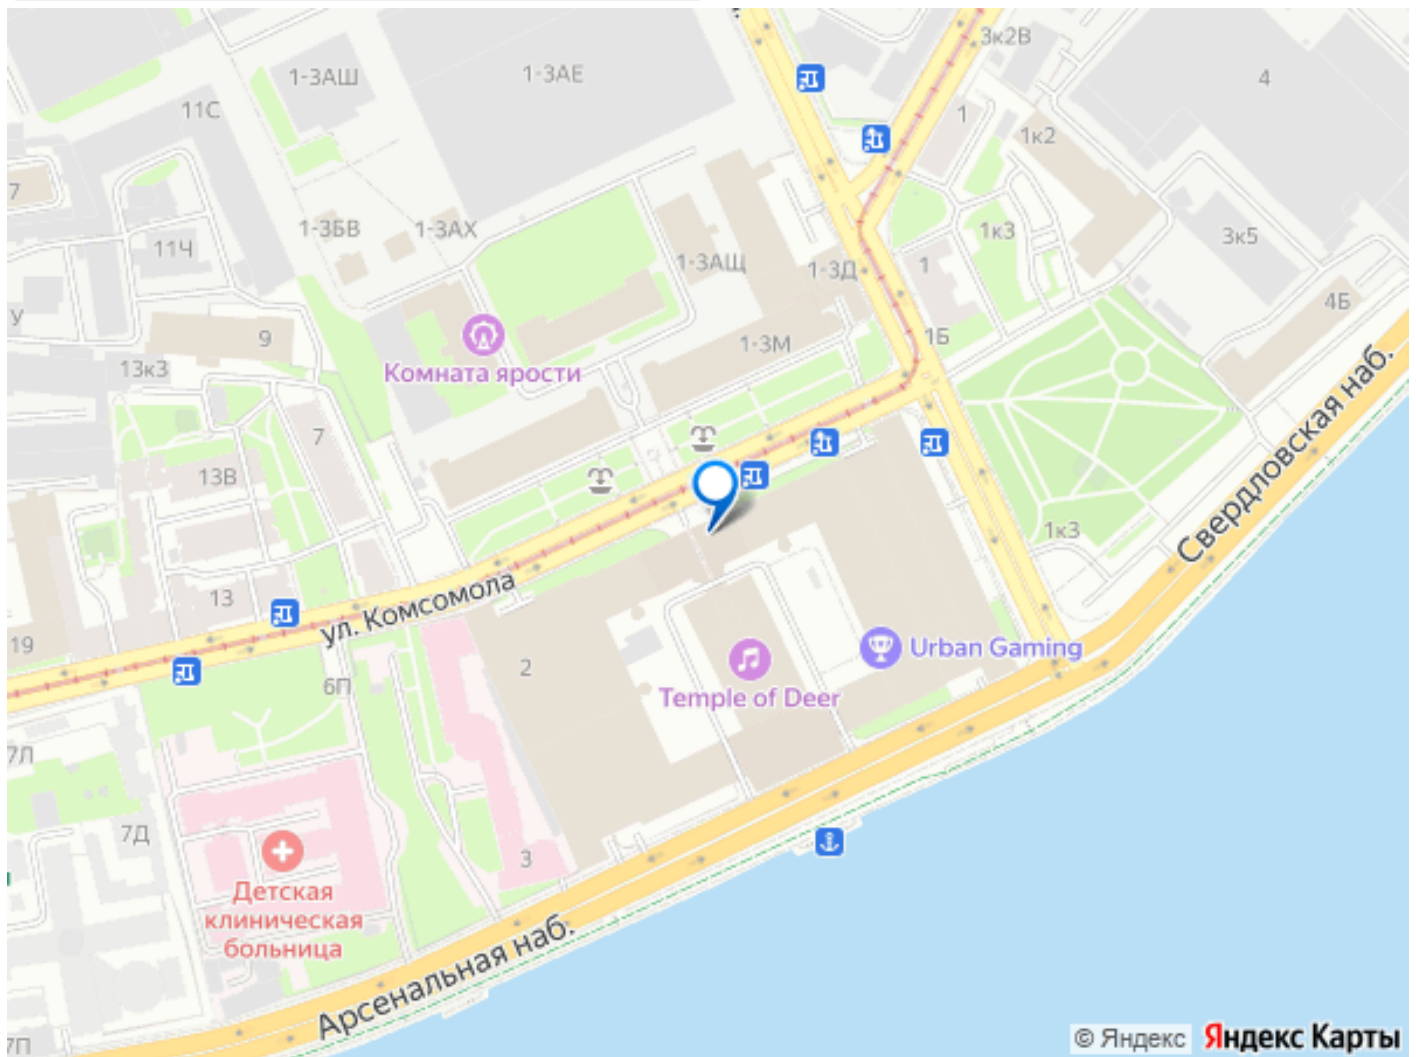 3к2В
1-3АШ
1-3АЕ
4
11С
1
1к2
7
1-3БВ
1-3АХ
1к3
3к5
11Ч
1-3АЩ
1-3Д
1
4Б
У
9
1-3М
1Б
13к3
Комната ярости
7
13В
Свердловская наб.
1к3
13
ул. Комсомола
19
2
Urban Gaming
6П
Temple of Deer
7Л
7Д
3
Детская
клиническая
больница
Арсенальная наб.
7П
© Яндекс
Яндекс Карты